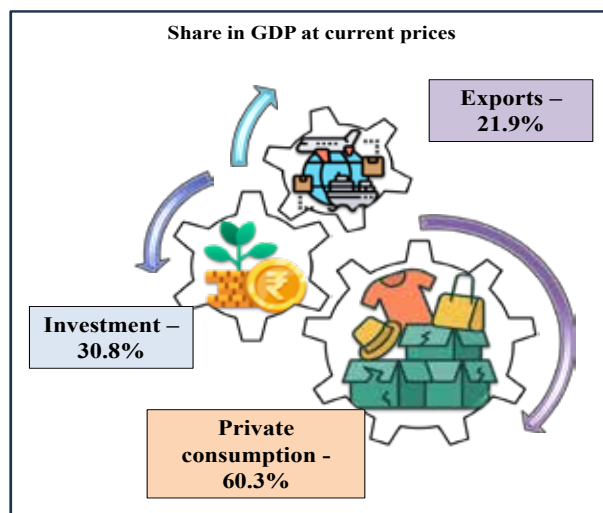 Share in GDP at current prices
Exports –
21.9%
₹
Investment –
30.8%
Private
consumption -
60.3%